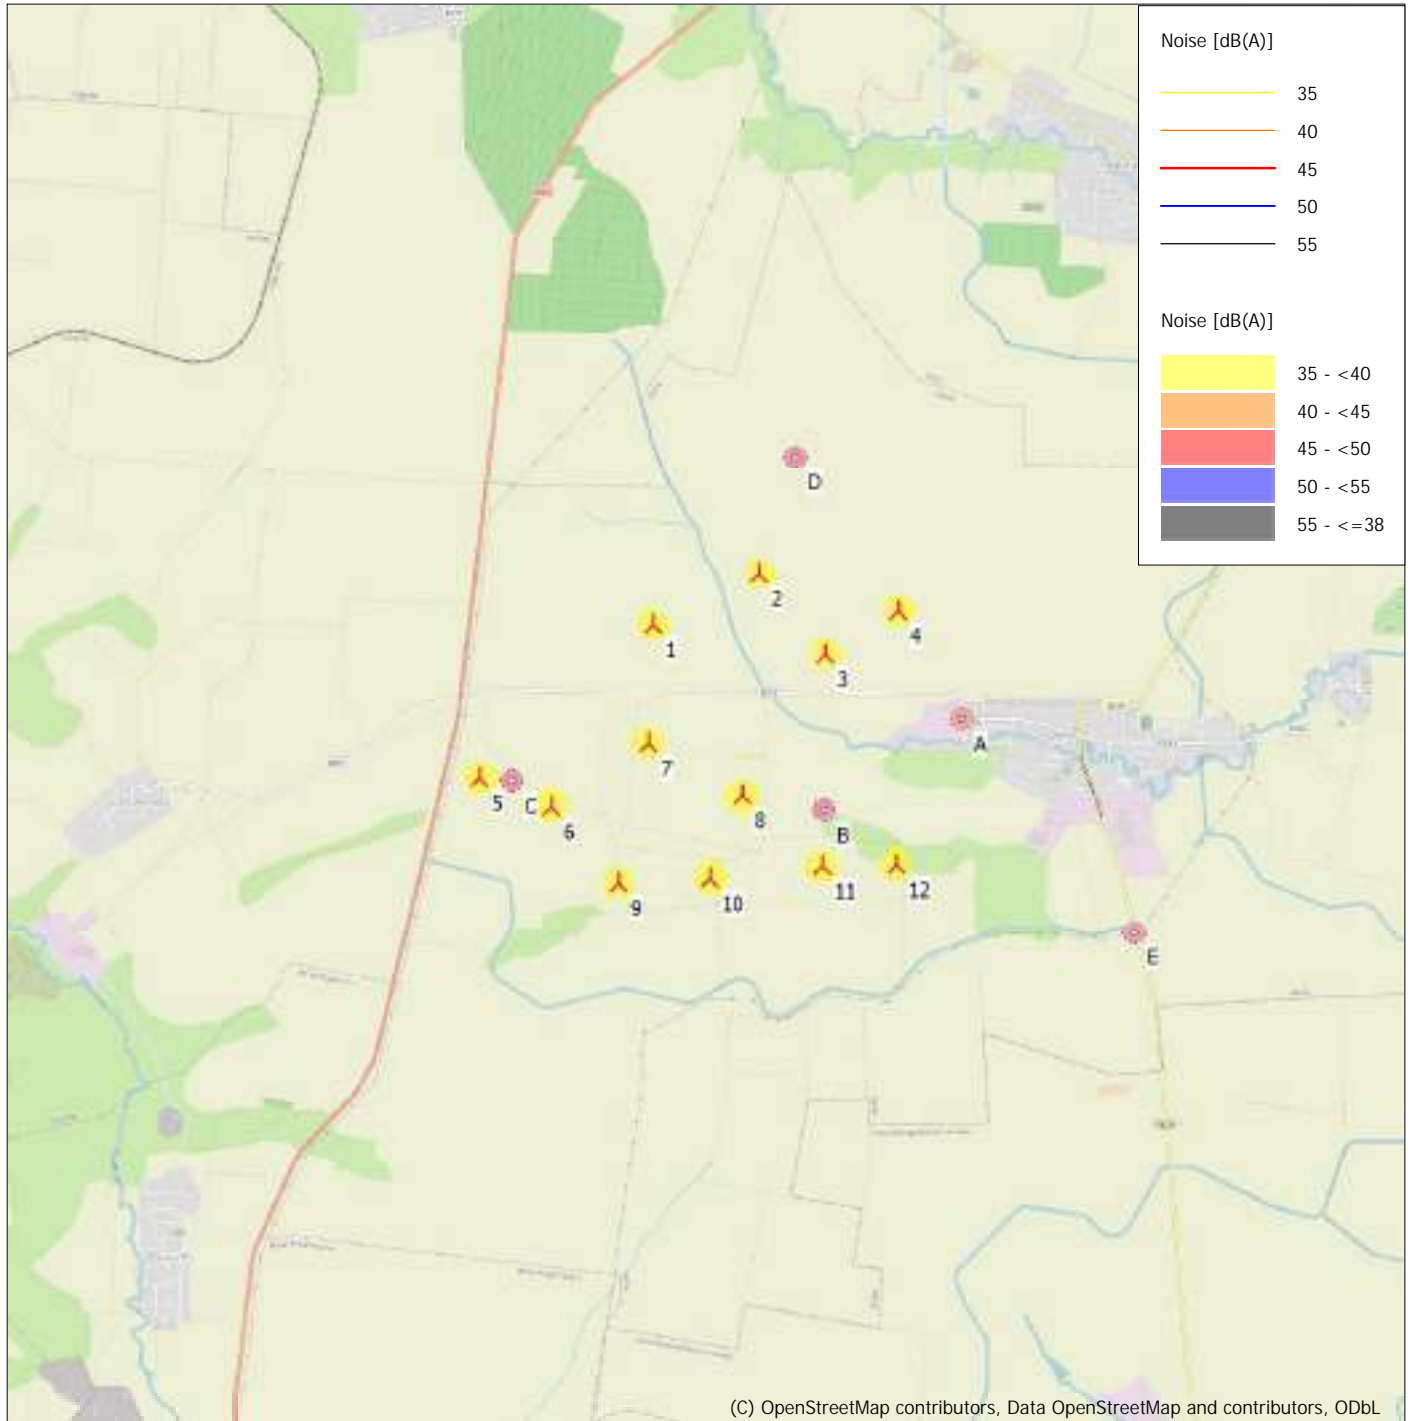 Noise [dB(A)]
35
40
45
50
55
Noise [dB(A)]
35 - <40
40 - <45
45 - <50
50 - <55
55 - <=38
D
2
4
1
3
A
7
5
C
6
8
B
9
10
11
12
E
(C) OpenStreetMap contributors, Data OpenStreetMap and contributors, ODbL